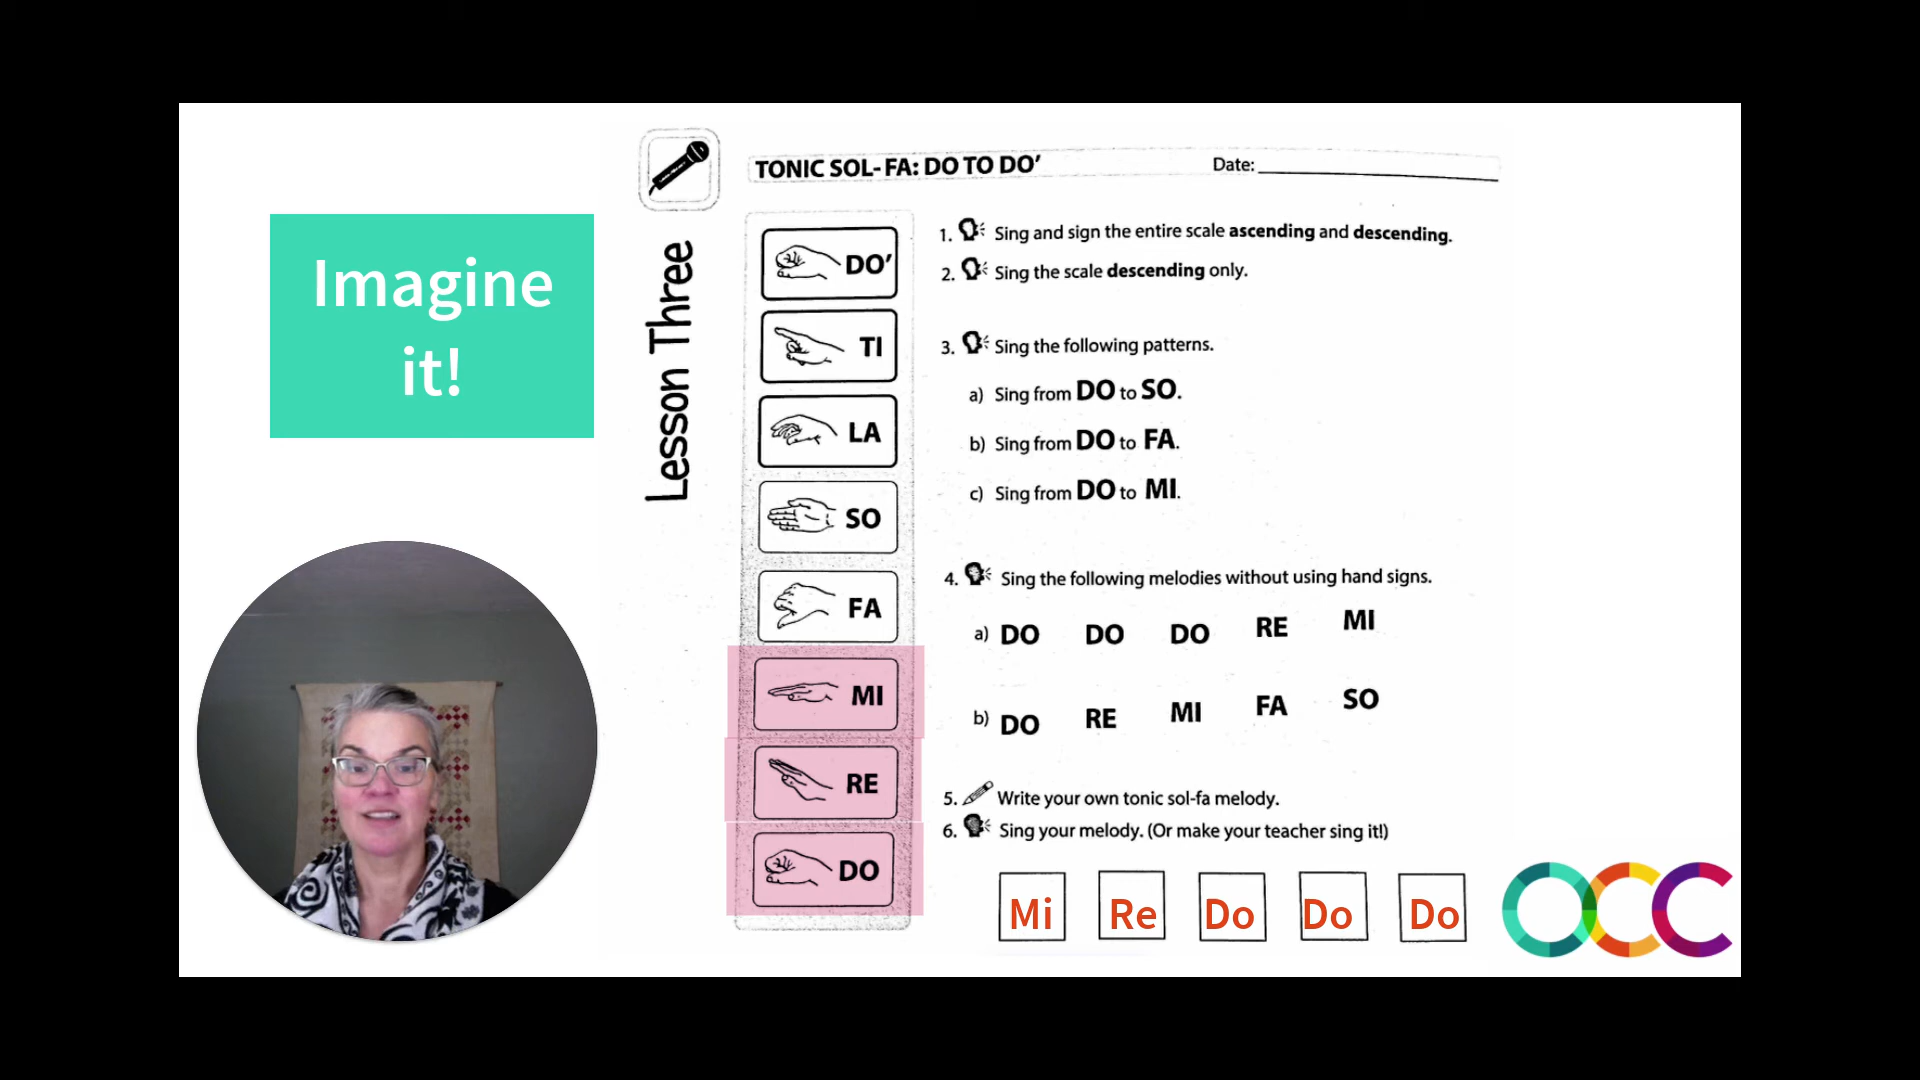 Imagine
it!
Lesson Three
TONIC SOL-FA: DO TO DO’
Date:
DO’
TI
LA
SO
FA
MI
RE
DO
1. Sing and sign the entire scale ascending and descending.
2. Sing the scale descending only.
3. Sing the following patterns.
a) Sing from DO to SO.
b) Sing from DO to FA.
c) Sing from DO to MI.
4. Sing the following melodies without using hand signs.
a) DO DO DO RE MI
b) DO RE MI FA SO
5. Write your own tonic sol-fa melody.
6. Sing your melody. (Or make your teacher sing it!)
Mi Re Do Do Do
OCC